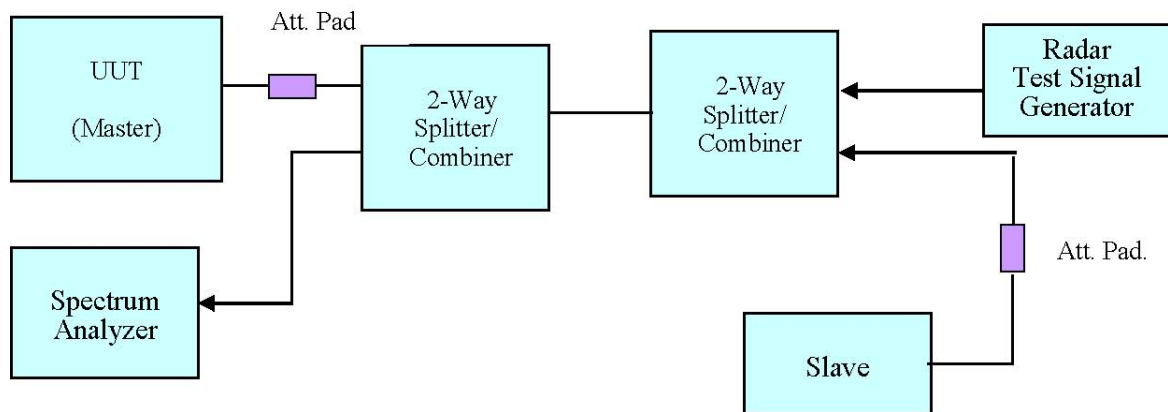 UUT
(Master)
Att. Pad
2-Way
Splitter/
Combiner
2-Way
Splitter/
Combiner
Radar
Test Signal
Generator
Spectrum
Analyzer
Att. Pad.
Slave